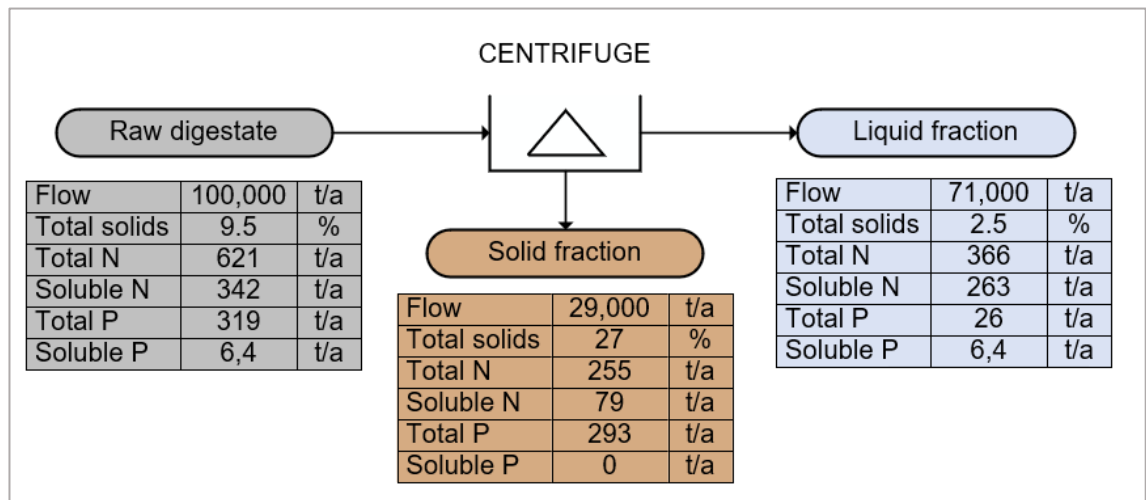 CENTRIFUGE
Raw digestate
Flow 100,000 t/a
Total solids 9.5 %
Total N 621 t/a
Soluble N 342 t/a
Total P 319 t/a
Soluble P 6,4 t/a
Solid fraction
Flow 29,000 t/a
Total solids 27 %
Total N 255 t/a
Soluble N 79 t/a
Total P 293 t/a
Soluble P 0 t/a
Liquid fraction
Flow 71,000 t/a
Total solids 2.5 %
Total N 366 t/a
Soluble N 263 t/a
Total P 26 t/a
Soluble P 6,4 t/a